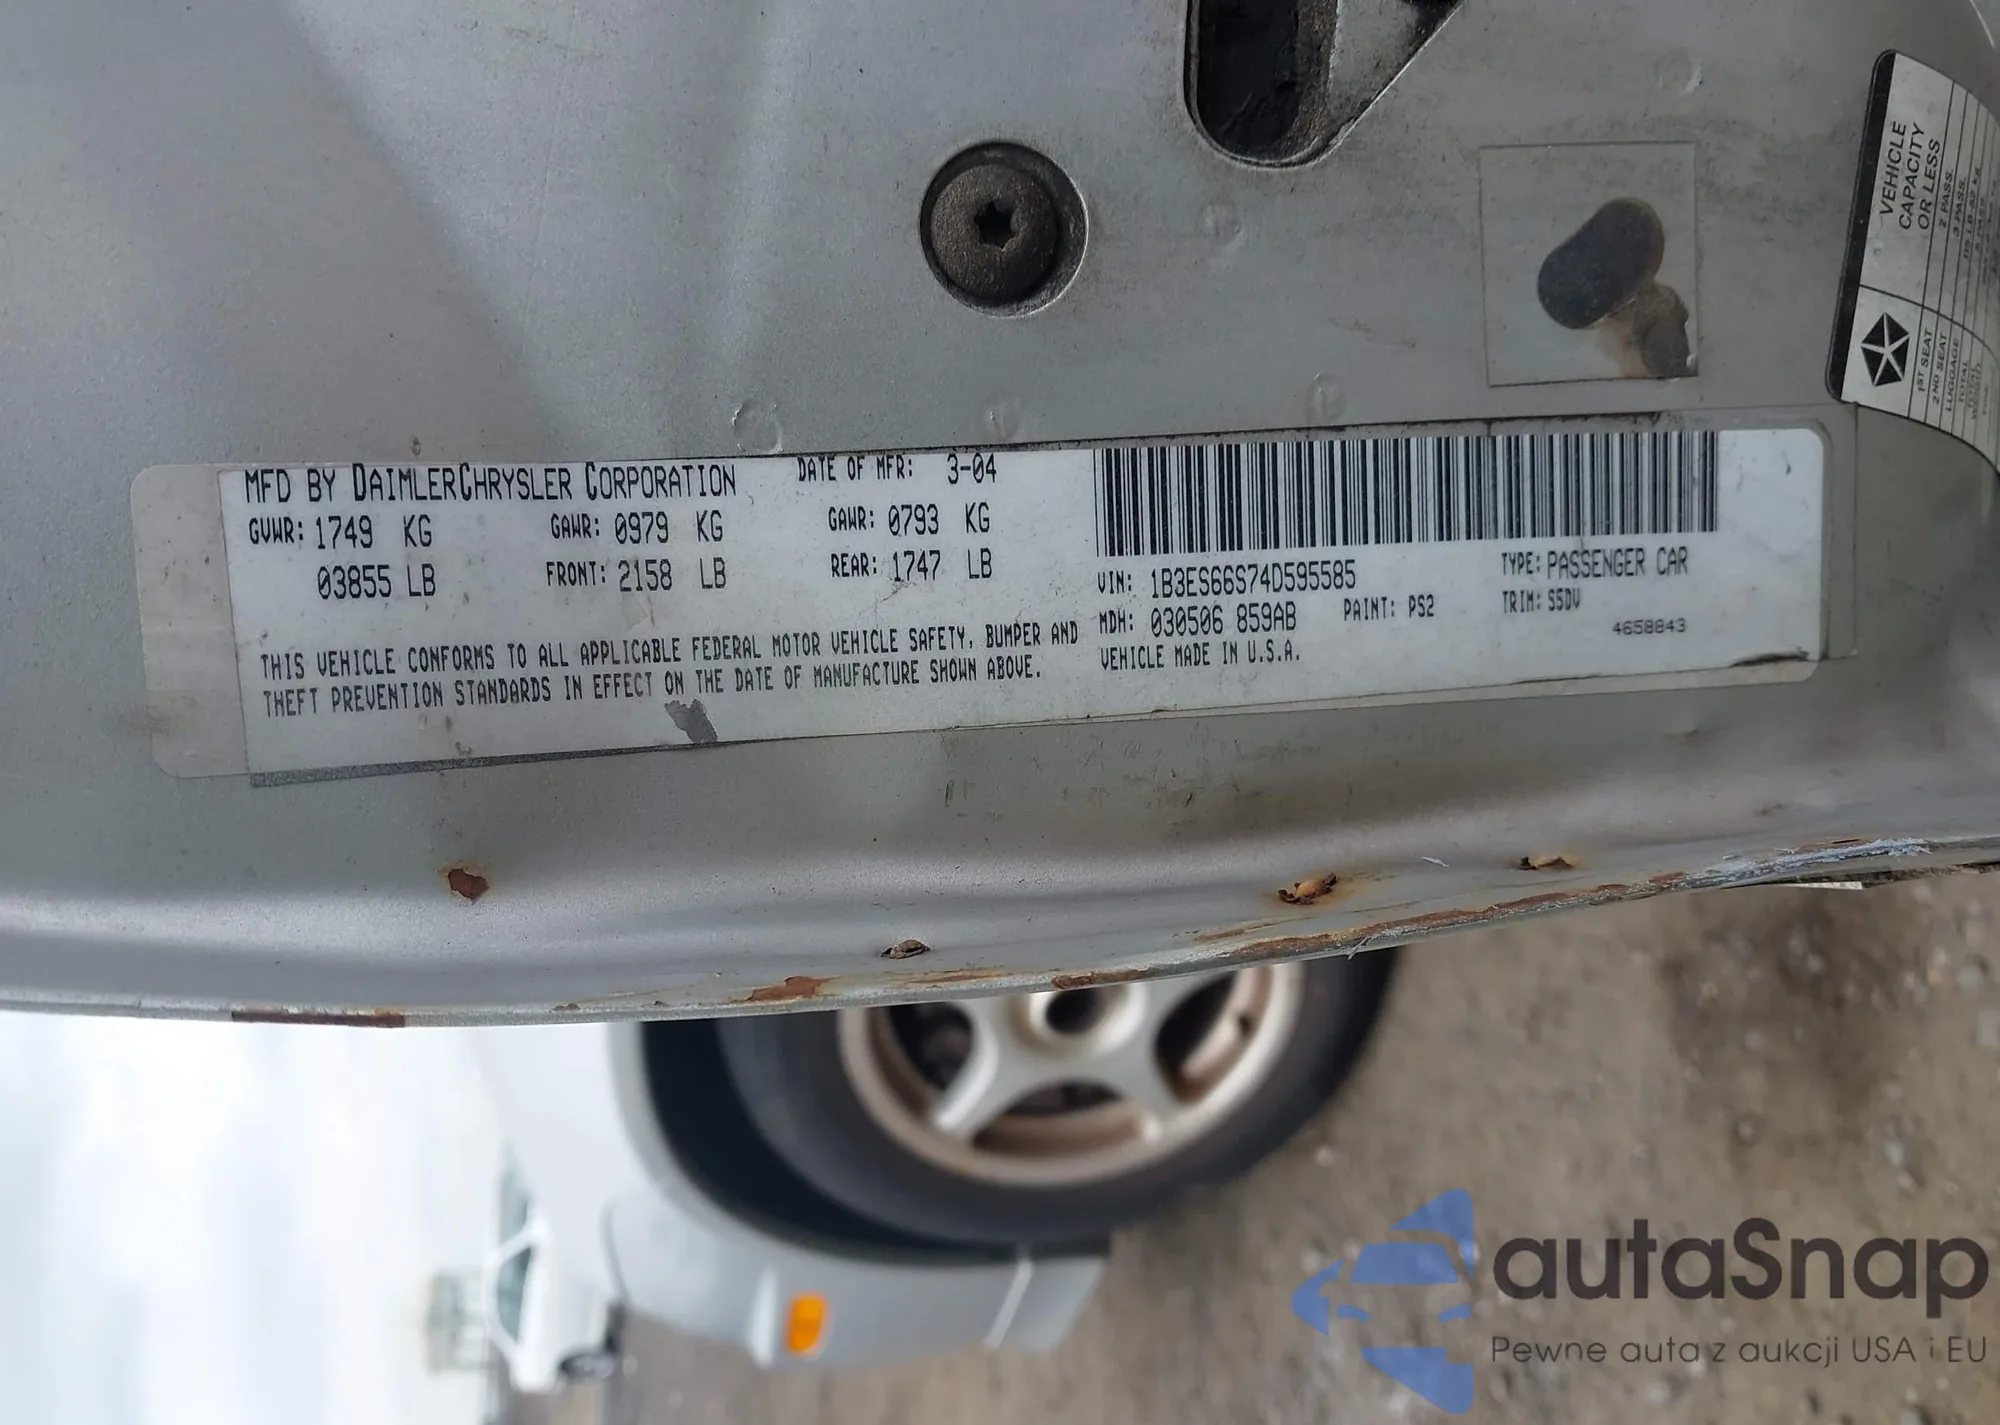 MFD BY DAIMLERCHRYSLER CORPORATION
DATE OF MFR: 3-04
GVWR: 1749 KG
03855 LB
GAWR: 0979 KG
FRONT: 2158 LB
GAWR: 0793 KG
REAR: 1747 LB
THIS VEHICLE CONFORMS TO ALL APPLICABLE FEDERAL MOTOR VEHICLE SAFETY, BUMPER AND
THEFT PREVENTION STANDARDS IN EFFECT ON THE DATE OF MANUFACTURE SHOWN ABOVE.
VIN: 1B3ES66S74D595585
TYPE: PASSENGER CAR
MDH: 030506 859AB
PAINT: PS2
TRIM: S5DV
VEHICLE MADE IN U.S.A.
4658843
VEHICLE
CAPACITY
OR LESS
2 PASS.
3 PASS.
1ST SEAT
2ND SEAT
LUGGAGE
TOTAL
autaSnap
Pewne auta z aukcji USA i EU